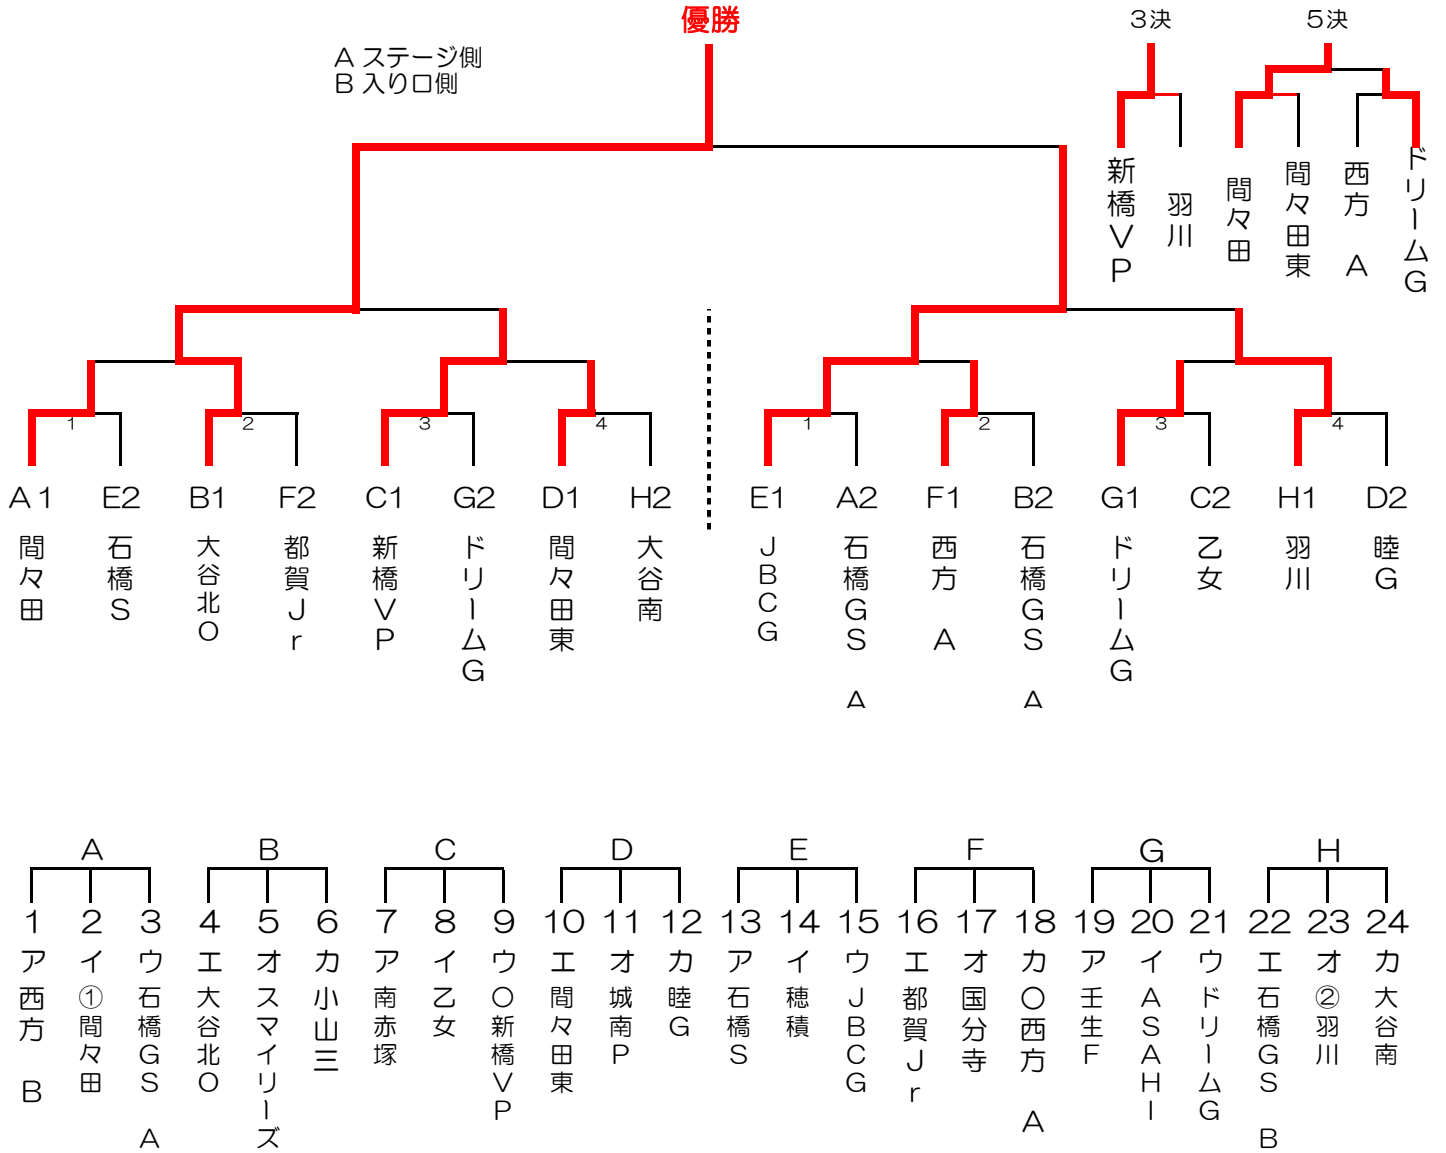 優勝
3決
5決
A ステージ側
B 入り口側
新橋VP
羽川
間々田
間々田東
西方 A
ドリームG
1
2
3
4
1
2
3
4
A1
E2
B1
F2
C1
G2
D1
H2
E1
A2
F1
B2
G1
C2
H1
D2
間々田
石橋S
大谷北O
都賀Jr
新橋VP
ドリームG
間々田東
大谷南
JBCG
石橋GS A
西方 A
石橋GS A
ドリームG
乙女
羽川
睦G
A
B
C
D
E
F
G
H
1
2
3
4
5
6
7
8
9
10
11
12
13
14
15
16
17
18
19
20
21
22
23
24
ア
イ
ウ
エ
オ
カ
ア
イ
ウ
エ
オ
カ
ア
イ
ウ
エ
オ
カ
ア
イ
ウ
エ
オ
カ
西方 B
①間々田
石橋GS A
大谷北O
スマイリーズ
小山三
南赤塚
乙女
○新橋VP
間々田東
城南P
睦G
石橋S
穂積
JBCG
都賀Jr
国分寺
○西方 A
壬生F
ASAHI
ドリームG
石橋GS B
②羽川
大谷南